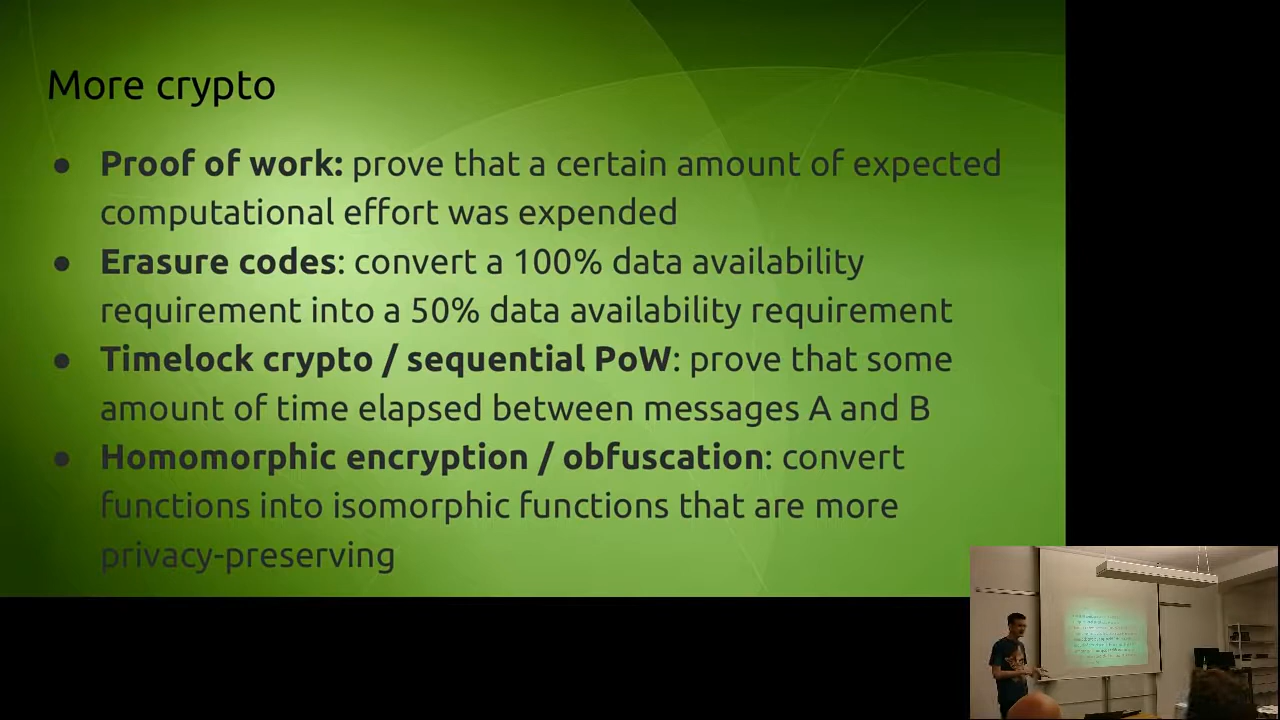 More crypto
● Proof of work: prove that a certain amount of expected
computational effort was expended
● Erasure codes: convert a 100% data availability
requirement into a 50% data availability requirement
● Timelock crypto / sequential PoW: prove that some
amount of time elapsed between messages A and B
● Homomorphic encryption / obfuscation: convert
functions into isomorphic functions that are more
privacy-preserving